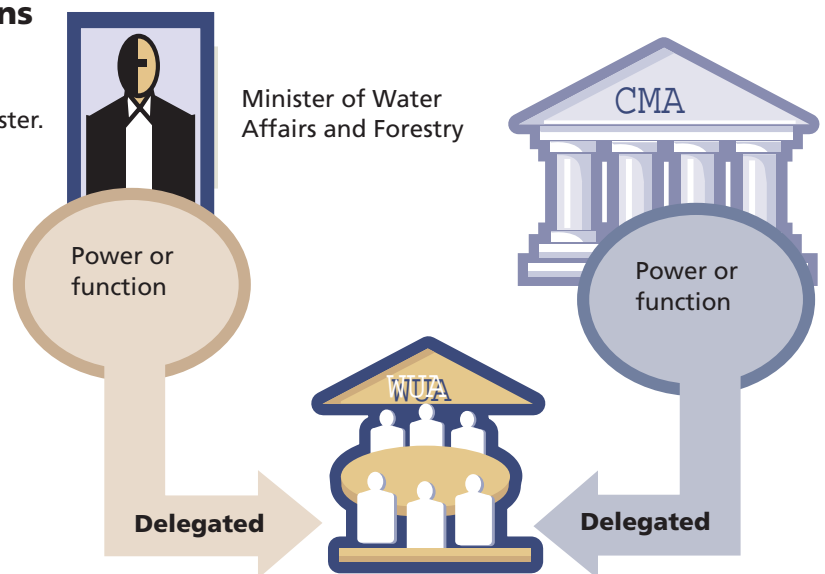 ns
ster.
Minister of Water
Affairs and Forestry
CMA
Power or
function
Power or
function
WUA
Delegated
Delegated